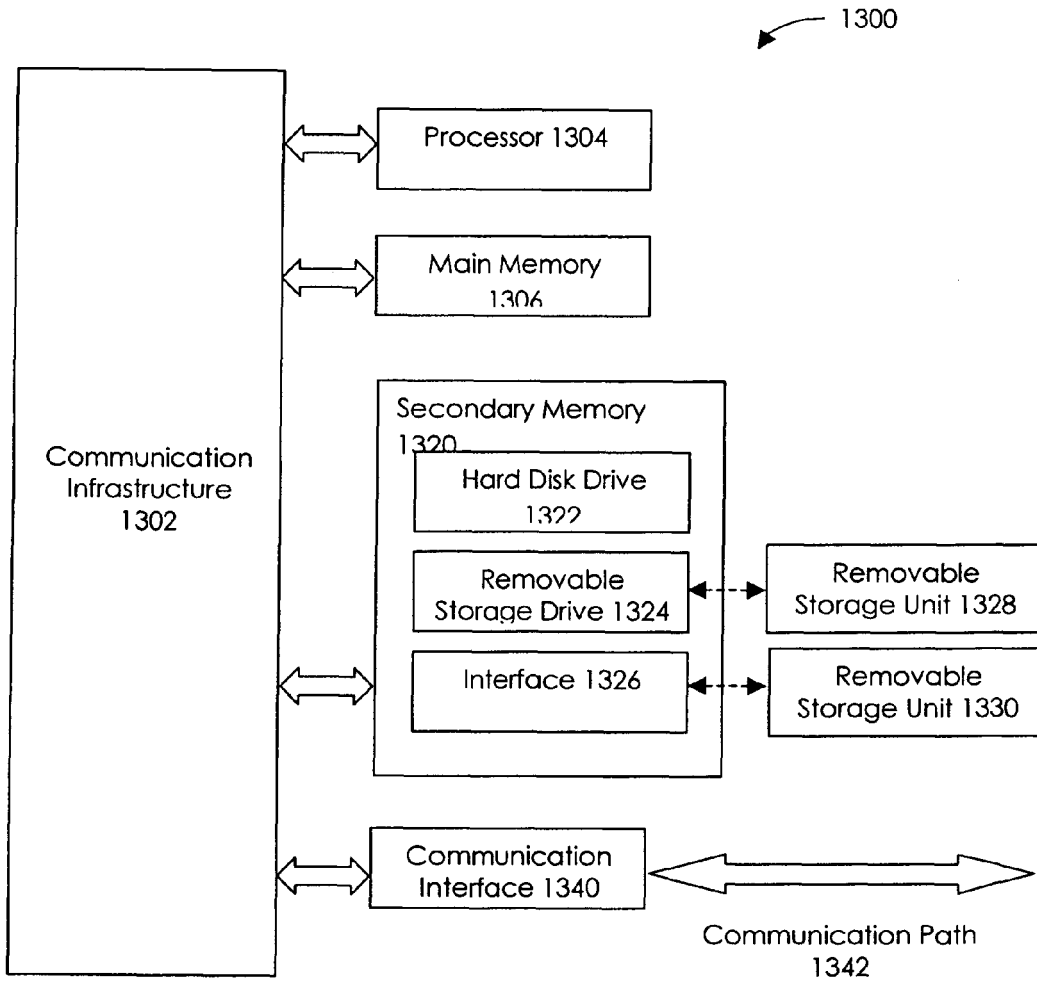 1300
Processor 1304
Main Memory
1306
Secondary Memory
1320
Hard Disk Drive
1322
Communication
Infrastructure
1302
Removable
Storage Drive 1324
Removable
Storage Unit 1328
Interface 1326
Removable
Storage Unit 1330
Communication
Interface 1340
Communication Path
1342